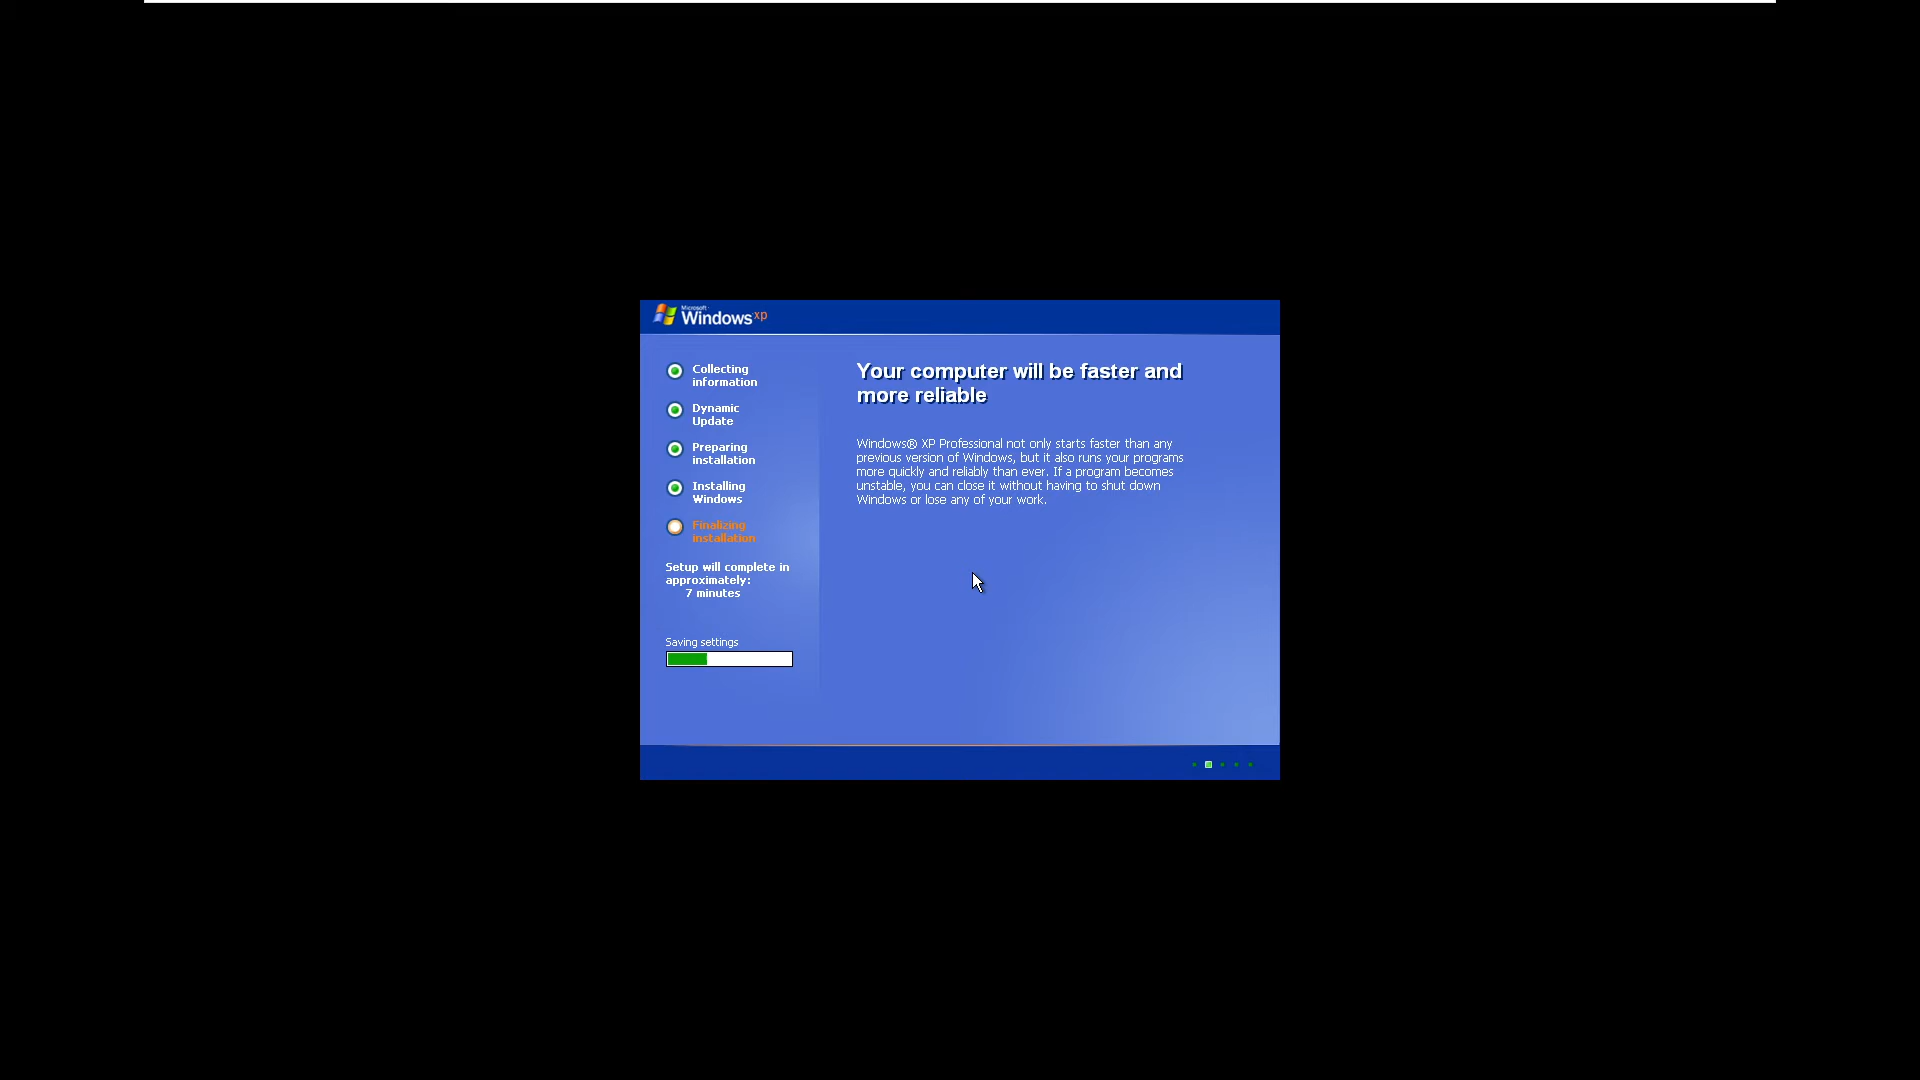 Microsoft
Windows xp
Collecting
information
Dynamic
Update
Preparing
installation
Installing
Windows
Finalizing
installation
Setup will complete in
approximately:
7 minutes
Saving settings
Your computer will be faster and
more reliable
Windows® XP Professional not only starts faster than any
previous version of Windows, but it also runs your programs
more quickly and reliably than ever. If a program becomes
unstable, you can close it without having to shut down
Windows or lose any of your work.